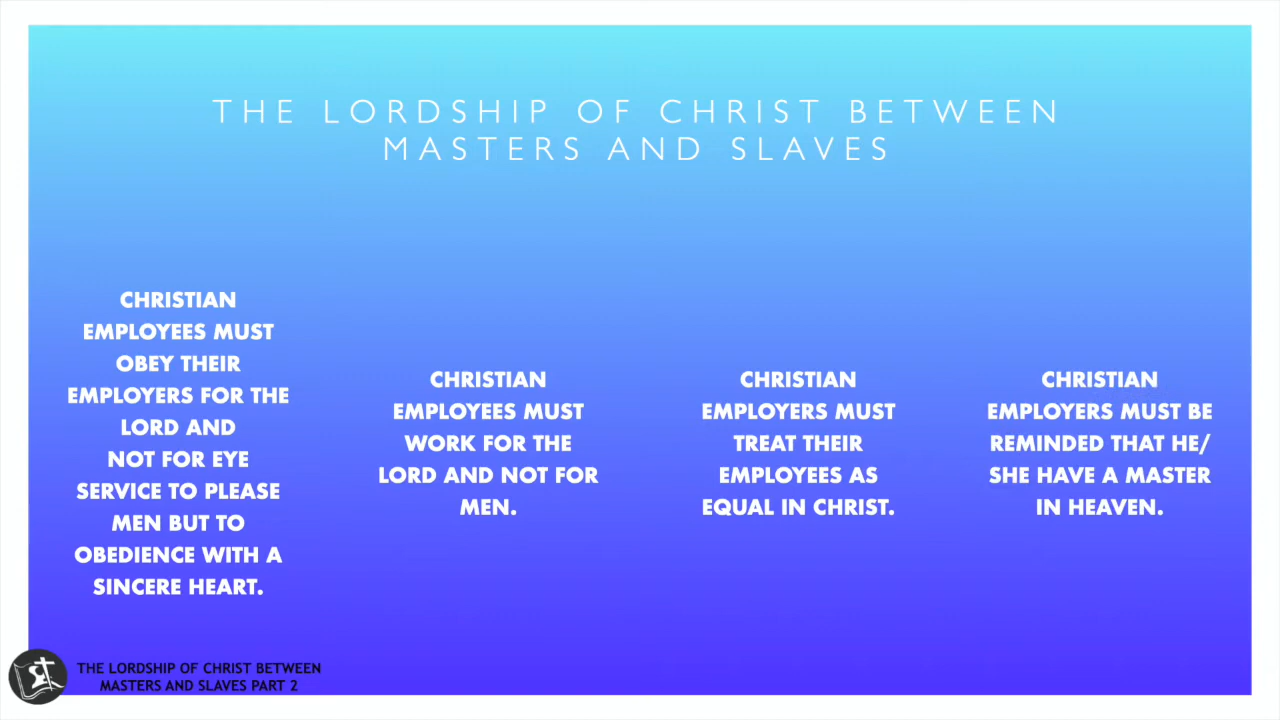 THE LORDSHIP OF CHRIST BETWEEN
MASTERS AND SLAVES
CHRISTIAN
EMPLOYEES MUST
OBEY THEIR
EMPLOYERS FOR THE
LORD AND
NOT FOR EYE
SERVICE TO PLEASE
MEN BUT TO
OBEDIENCE WITH A
SINCERE HEART.
CHRISTIAN
EMPLOYEES MUST
WORK FOR THE
LORD AND NOT FOR
MEN.
CHRISTIAN
EMPLOYERS MUST
TREAT THEIR
EMPLOYEES AS
EQUAL IN CHRIST.
CHRISTIAN
EMPLOYERS MUST BE
REMINDED THAT HE/
SHE HAVE A MASTER
IN HEAVEN.
THE LORDSHIP OF CHRIST BETWEEN
MASTERS AND SLAVES PART 2